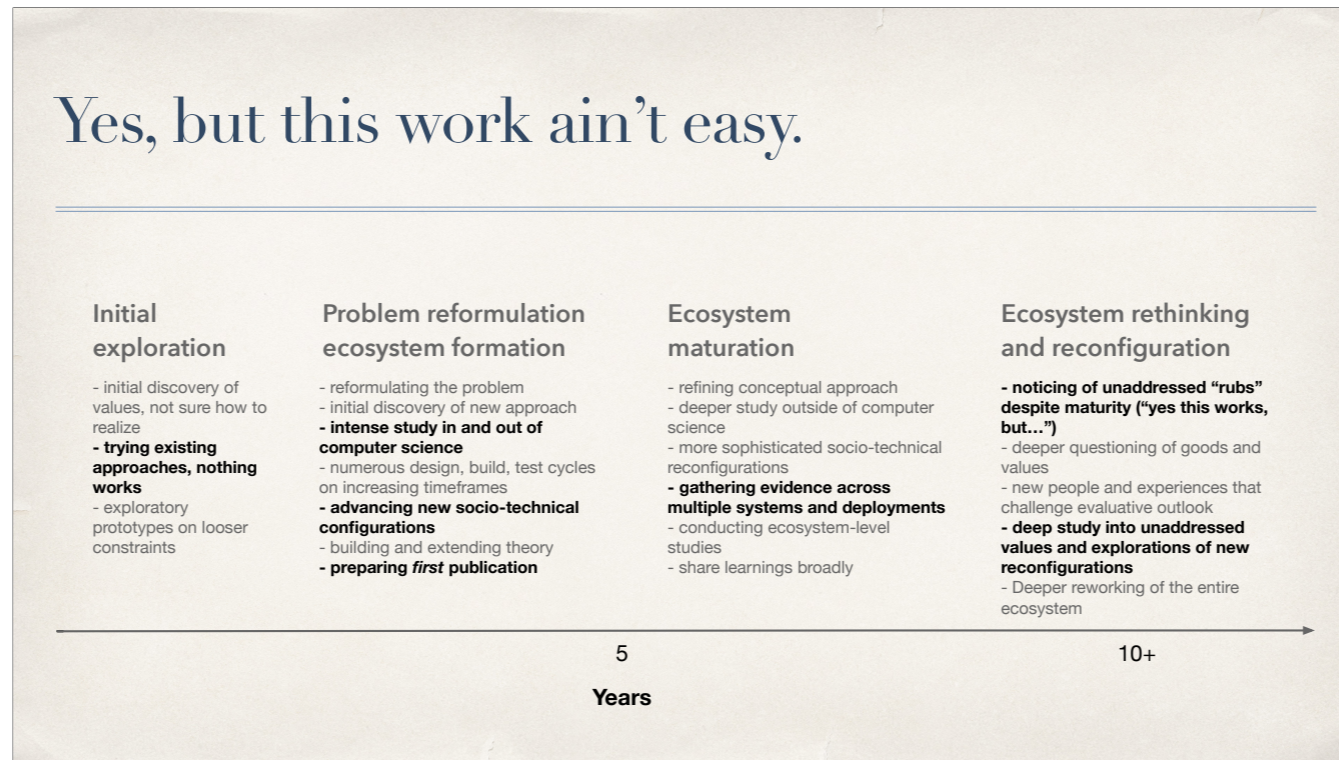 Yes, but this work ain’t easy.
Initial
exploration
- initial discovery of
values, not sure how to
realize
- trying existing
approaches, nothing
works
- exploratory
prototypes on looser
constraints
Problem reformulation
ecosystem formation
- reformulating the problem
- initial discovery of new approach
- intense study in and out of
computer science
- numerous design, build, test cycles
on increasing timeframes
- advancing new socio-technical
configurations
- building and extending theory
- preparing first publication
Ecosystem
maturation
- refining conceptual approach
- deeper study outside of computer
science
- more sophisticated socio-technical
reconfigurations
- gathering evidence across
multiple systems and deployments
- conducting ecosystem-level
studies
- share learnings broadly
Ecosystem rethinking
and reconfiguration
- noticing of unaddressed “rubs”
despite maturity (“yes this works,
but…”)
- deeper questioning of goods and
values
- new people and experiences that
challenge evaluative outlook
- deep study into unaddressed
values and explorations of new
reconfigurations
- Deeper reworking of the entire
ecosystem
5
10+
Years